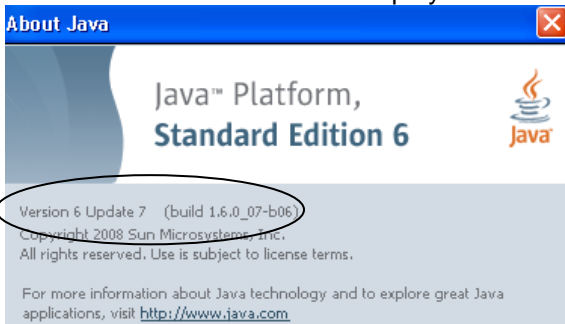 About Java
Java™ Platform,
Standard Edition 6
Java
Version 6 Update 7 (build 1.6.0_07-b06)
Copyright 2008 Sun Microsystems, Inc.
All rights reserved. Use is subject to license terms.
For more information about Java technology and to explore great Java
applications, visit http://www.java.com